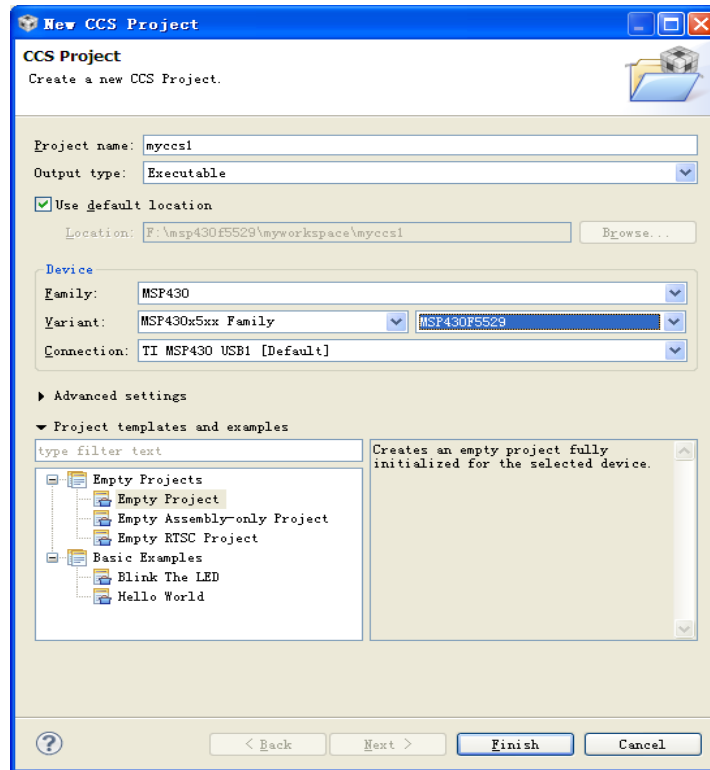 New CCS Project
CCS Project
Create a new CCS Project.
Project name: myccs1
Output type: Executable
Use default location
Location: F:\msp430f5529\myworkspace\myccs1 Browse...
Device
Family: MSP430
Variant: MSP430x5xx Family MSP430F5529
Connection: TI MSP430 USB1 [Default]
Advanced settings
Project templates and examples
type filter text
Creates an empty project fully
initialized for the selected device.
Empty Projects
Empty Project
Empty Assembly-only Project
Empty RTSC Project
Basic Examples
Blink The LED
Hello World
? < Back Next > Finish Cancel